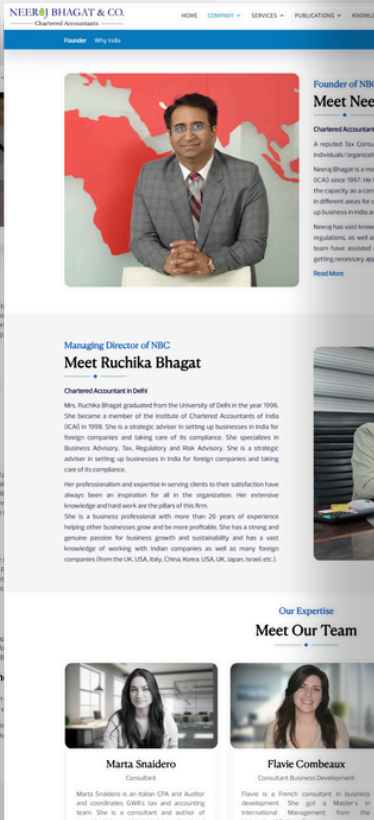 NEERAJ BHAGAT & CO.
Chartered Accountants
HOME COMPANY SERVICES PUBLICATIONS
Founder Why India
Founder of
Meet
Chartered Accountant
A reputed Tax
individuals/
Neeraj Bhagat is a
(ICAI) since 1997. He
the capacity as a
in different areas for
up business in India
Neeraj has vast
regulations, as well
team have assisted
getting necessary
Read More
Managing Director of NBC
Meet Ruchika Bhagat
Chartered Accountant in Delhi
Mrs. Ruchika Bhagat graduated from the University of Delhi in the year 1996.
She became a member of the Institute of Chartered Accountants of India
(ICAI) in 1998. She is a strategic adviser in setting up businesses in India for
foreign companies and taking care of its compliance. She specializes in
Business Advisory, Tax, Regulatory and Risk Advisory. She is a strategic
adviser in setting up businesses in India for foreign companies and taking
care of its compliance.
Her professionalism and expertise in serving clients to their satisfaction have
always been an inspiration for all in the organization. Her extensive
knowledge and hard work are the pillars of this firm.
She is a business professional with more than 26 years of experience
helping other businesses grow and be more profitable. She has a strong and
genuine passion for business growth and sustainability and has a vast
knowledge of working with Indian companies as well as many foreign
companies (from the UK, USA, Italy, China, Korea, USA, UK, Japan, Israel, etc.).
Our Expertise
Meet Our Team
Marta Snaidero
Consultant
Marta Snaidero is an Italian CPA and Auditor
and coordinates GWA's tax and accounting
team. She is a consultant and author of
Flavie Combeaux
Consultant Business Development
Flavie is a French consultant in business
development. She got a Master's in
International Management from the